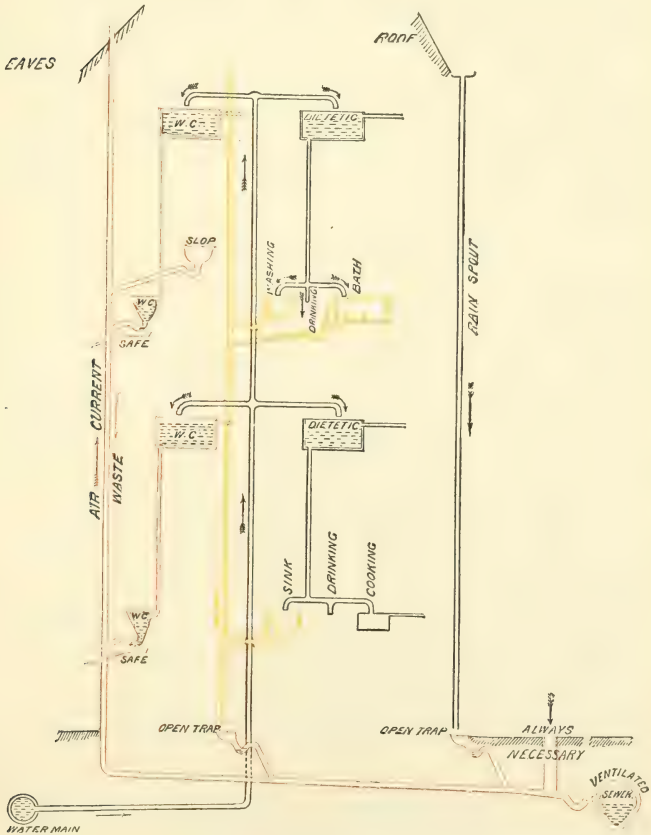 ROOF
EAVES
W.C
DIETETIC
SLOP
WASHING
DRINKING
BATH
RAIN SPOUT
W.C.
SAFE
AIR CURRENT
WASTE
W.C
DIETETIC
SINK
DRINKING
COOKING
W.C
SAFE
OPEN TRAP
OPEN TRAP
ALWAYS
NECESSARY
VENTILATED
SEWER
WATER MAIN